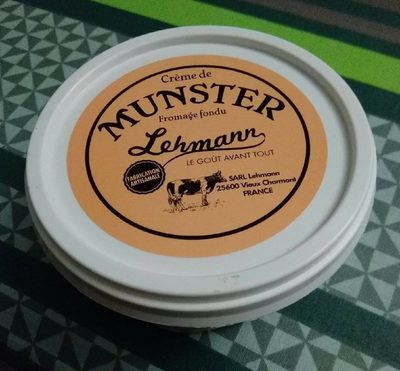 Crème de
MUNSTER
Fromage fondu
Lehmann
LE GOÛT AVANT TOUT
FABRICATION
ARTISANALE
SARL Lehmann
25600 Vieux Charmont
FRANCE